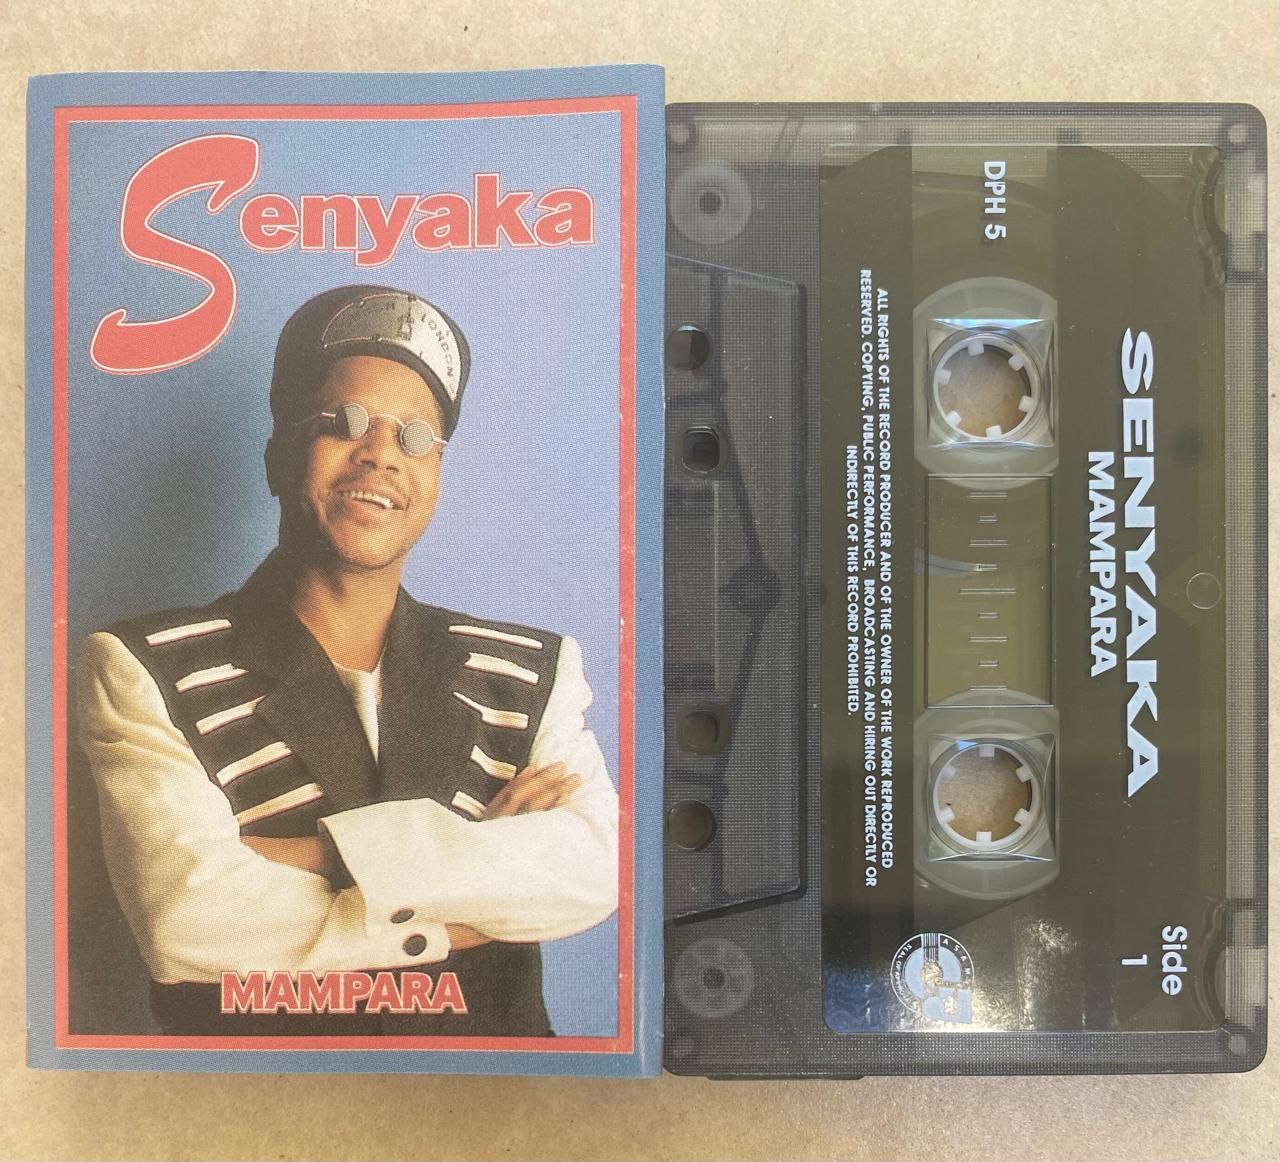 Senyaka
LONDON
MAMPARA
DPH 5
SENYAKA
MAMPARA
Side
1
ALL RIGHTS OF THE RECORD PRODUCER AND OF THE OWNER OF THE WORK REPRODUCED
RESERVED. COPYING, PUBLIC PERFORMANCE, BROADCASTING AND HIRING OUT DIRECTLY OR
INDIRECTLY OF THIS RECORD PROHIBITED.